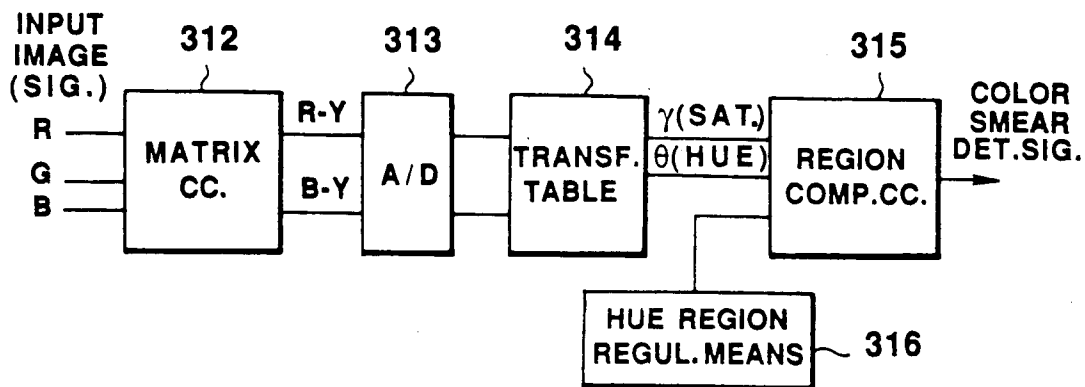 INPUT
IMAGE
(SIG.)
R
G
B
312
MATRIX
CC.
R-Y
B-Y
313
A/D
314
TRANSF.
TABLE
γ(SAT.)
θ(HUE)
315
REGION
COMP.CC.
COLOR
SMEAR
DET.SIG.
HUE REGION
REGUL.MEANS
316